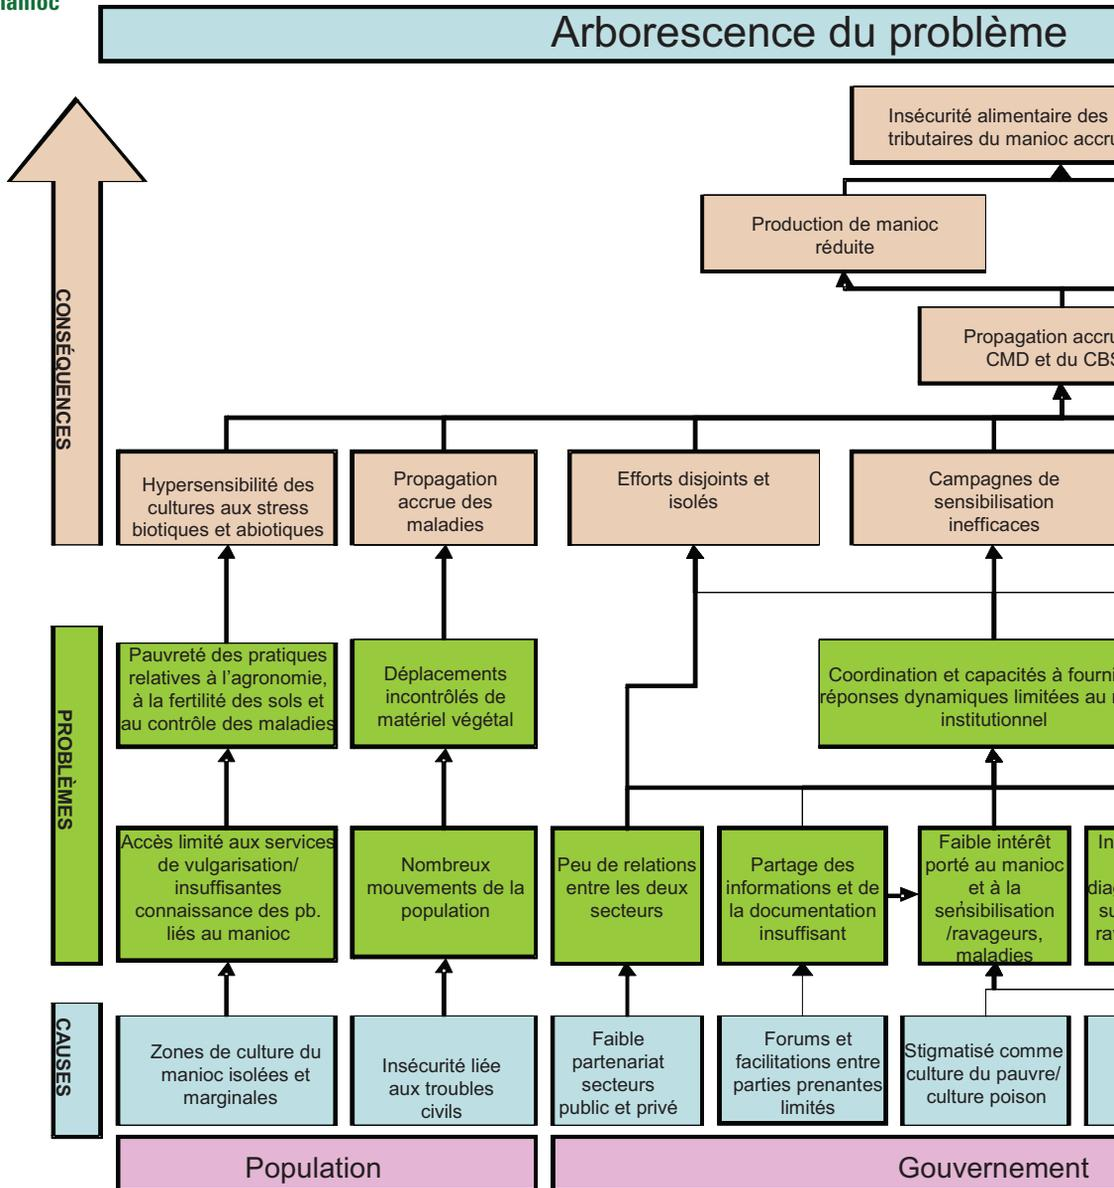 manioc
Arborescence du problème
Insécurité alimentaire des
tributaires du manioc
Production de manioc
réduite
Propagation
CMD et du
CONSÉQUENCES
Hypersensibilité des
cultures aux stress
biotiques et abiotiques
Propagation
accrue des
maladies
Efforts disjoints et
isolés
Campagnes de
sensibilisation
inefficaces
PROBLÈMES
Pauvreté des pratiques
relatives à l'agronomie,
à la fertilité des sols et
au contrôle des maladies
Déplacements
incontrôlés de
matériel végétal
Coordination et capacités à
réponses dynamiques limitées au
institutionnel
Accès limité aux services
de vulgarisation/
insuffisantes
connaissance des pb.
liés au manioc
Nombreux
mouvements de la
population
Peu de relations
entre les deux
secteurs
Partage des
informations et de
la documentation
insuffisant
Faible intérêt
porté au manioc
et à la
sensibilisation
/ravageurs,
maladies
CAUSES
Zones de culture du
manioc isolées et
marginales
Insécurité liée
aux troubles
civils
Faible
partenariat
secteurs
public et privé
Forums et
facilitations entre
parties prenantes
limités
Stigmatisé comme
culture du pauvre/
culture poison
Population
Gouvernement